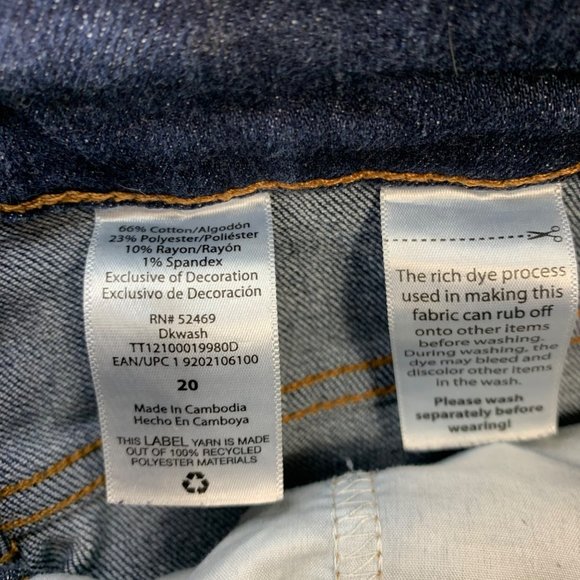 66% Cotton/Algodón
23% Polyester/Poliéster
10% Rayon/Rayón
1% Spandex
Exclusive of Decoration
Exclusivo de Decoración
RN# 52469
Dkwash
TT12100019980D
EAN/UPC 1 9202106100
20
Made In Cambodia
Hecho En Camboya
THIS LABEL YARN IS MADE
OUT OF 100% RECYCLED
POLYESTER MATERIALS
The rich dye process
used in making this
fabric can rub off
onto other items
before washing.
During washing, the
dye may bleed and
discolor other items
in the wash.
Please wash
separately before
wearing!